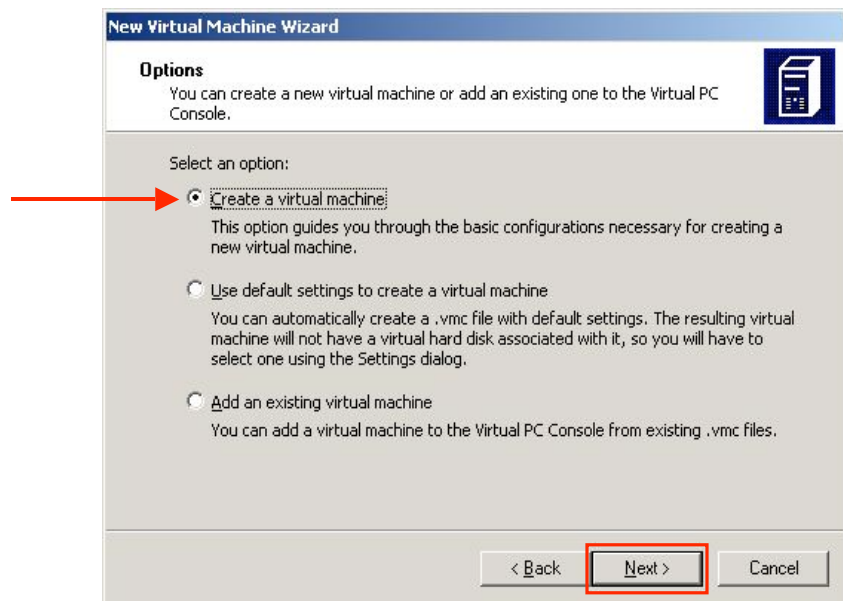 New Virtual Machine Wizard
Options
You can create a new virtual machine or add an existing one to the Virtual PC
Console.
Select an option:
Create a virtual machine
This option guides you through the basic configurations necessary for creating a
new virtual machine.
Use default settings to create a virtual machine
You can automatically create a .vmc file with default settings. The resulting virtual
machine will not have a virtual hard disk associated with it, so you will have to
select one using the Settings dialog.
Add an existing virtual machine
You can add a virtual machine to the Virtual PC Console from existing .vmc files.
< Back Next > Cancel